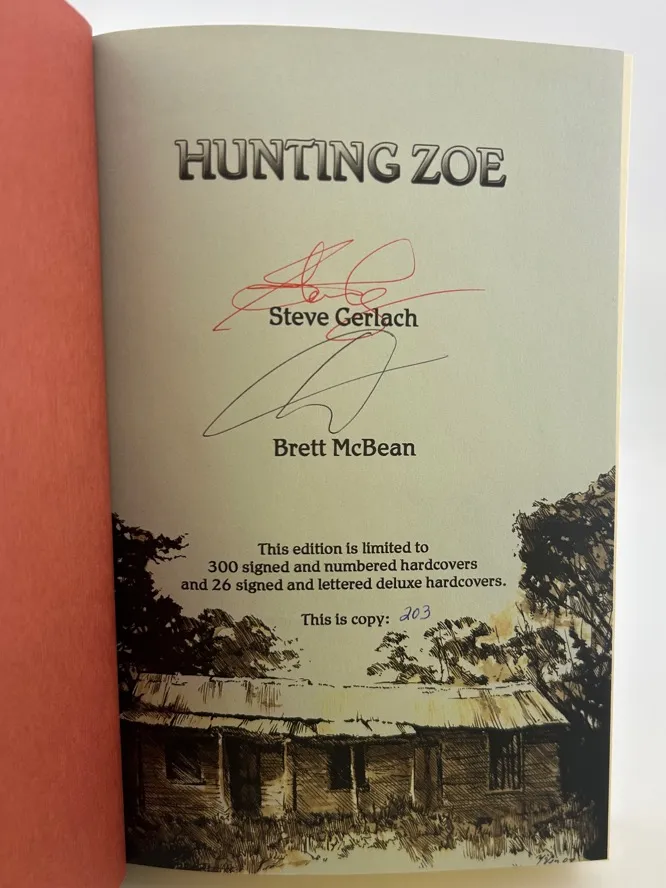 HUNTING ZOE
Steve Gerlach
Brett McBean
This edition is limited to
300 signed and numbered hardcovers
and 26 signed and lettered deluxe hardcovers.
This is copy: 203